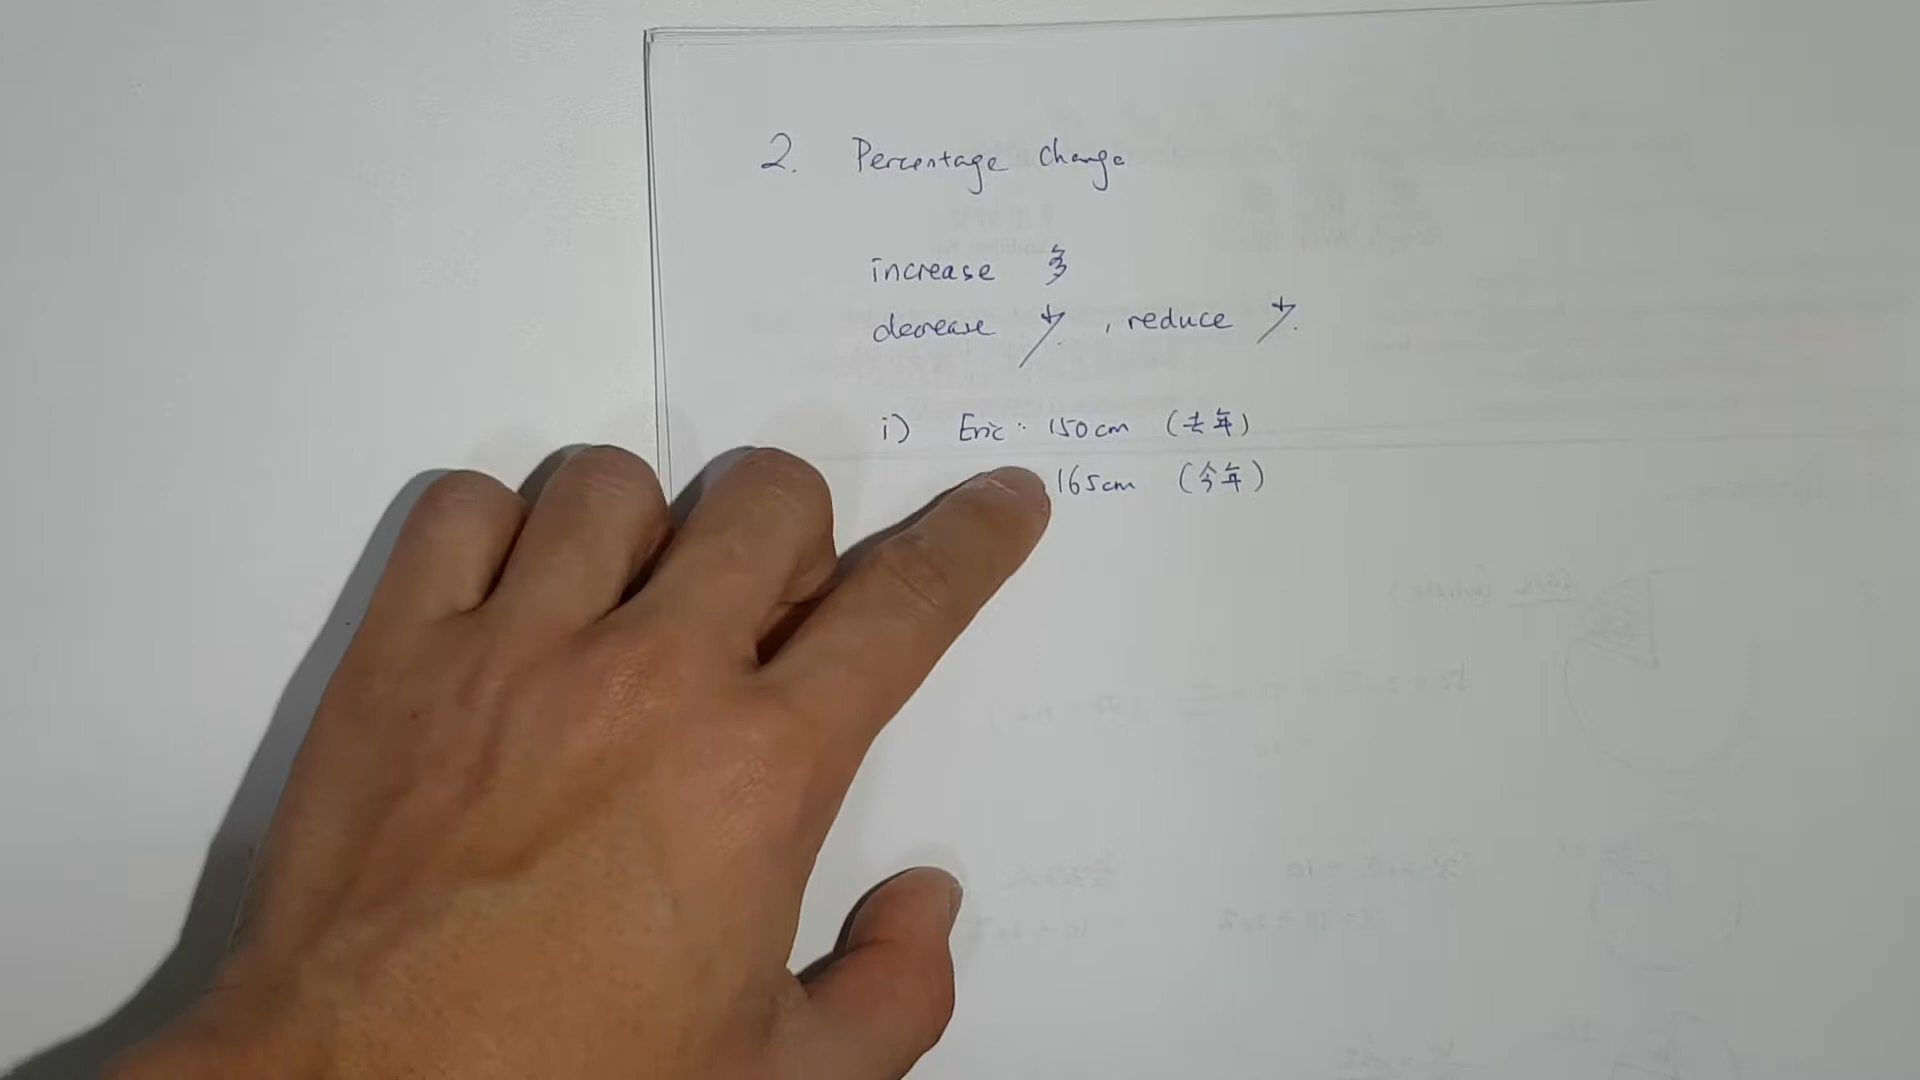 2. Percentage change
increase 多
decrease 少, reduce 少
i) Eric: 150cm (去年)
165cm (今年)